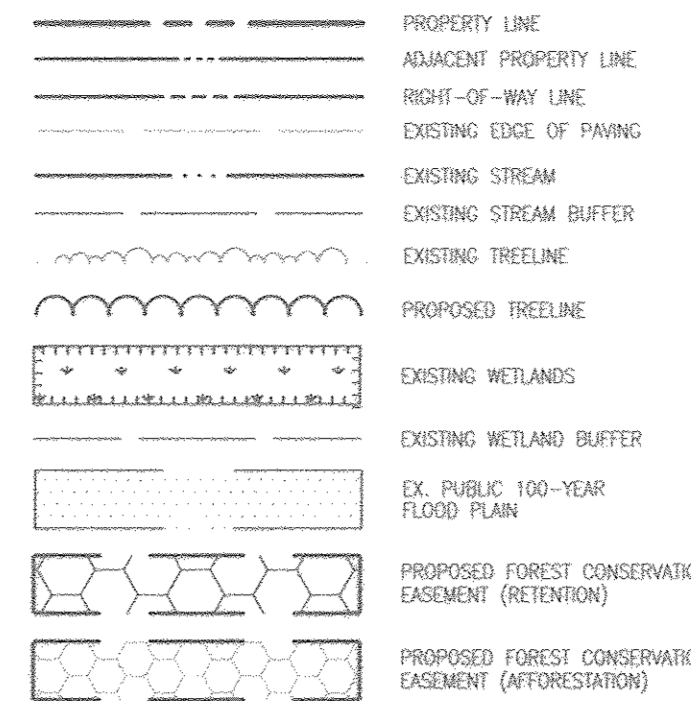 PROPERTY LINE
ADJACENT PROPERTY LINE
RIGHT-OF-WAY LINE
EXISTING EDGE OF PAVING
EXISTING STREAM
EXISTING STREAM BUFFER
EXISTING TREELINE
PROPOSED TREELINE
EXISTING WETLANDS
EXISTING WETLAND BUFFER
EX. PUBLIC 100-YEAR
FLOOD PLAIN
PROPOSED FOREST CONSERVATIO
EASEMENT (RETENTION)
PROPOSED FOREST CONSERVATIO
EASEMENT (AFFORESTATION)